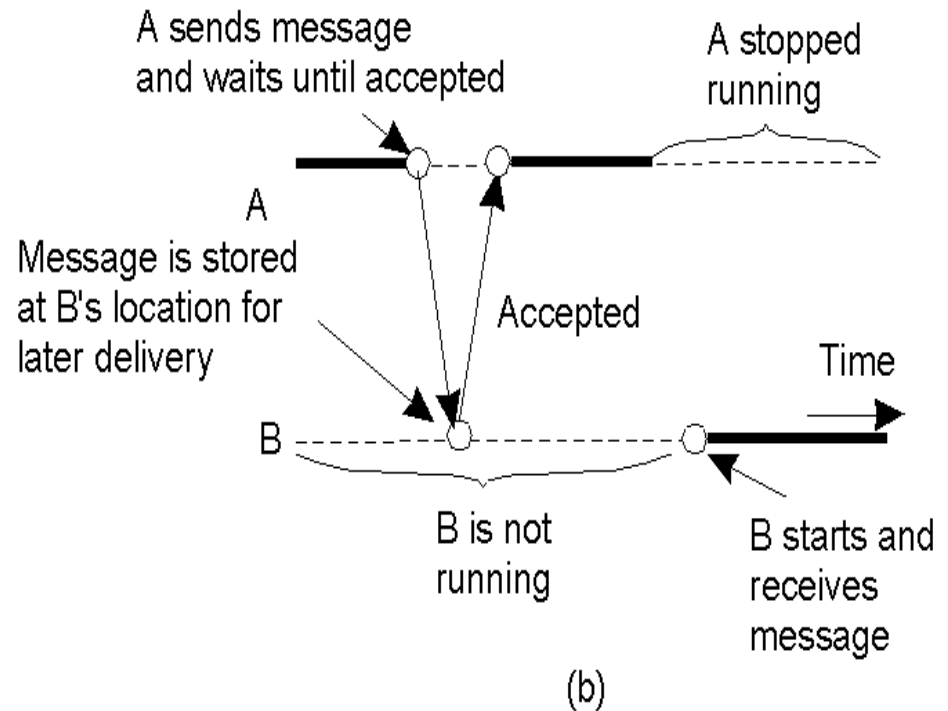 A sends message
and waits until accepted
A stopped
running
A
Message is stored
at B's location for
later delivery
Accepted
Time
B
B is not
running
B starts and
receives
message
(b)